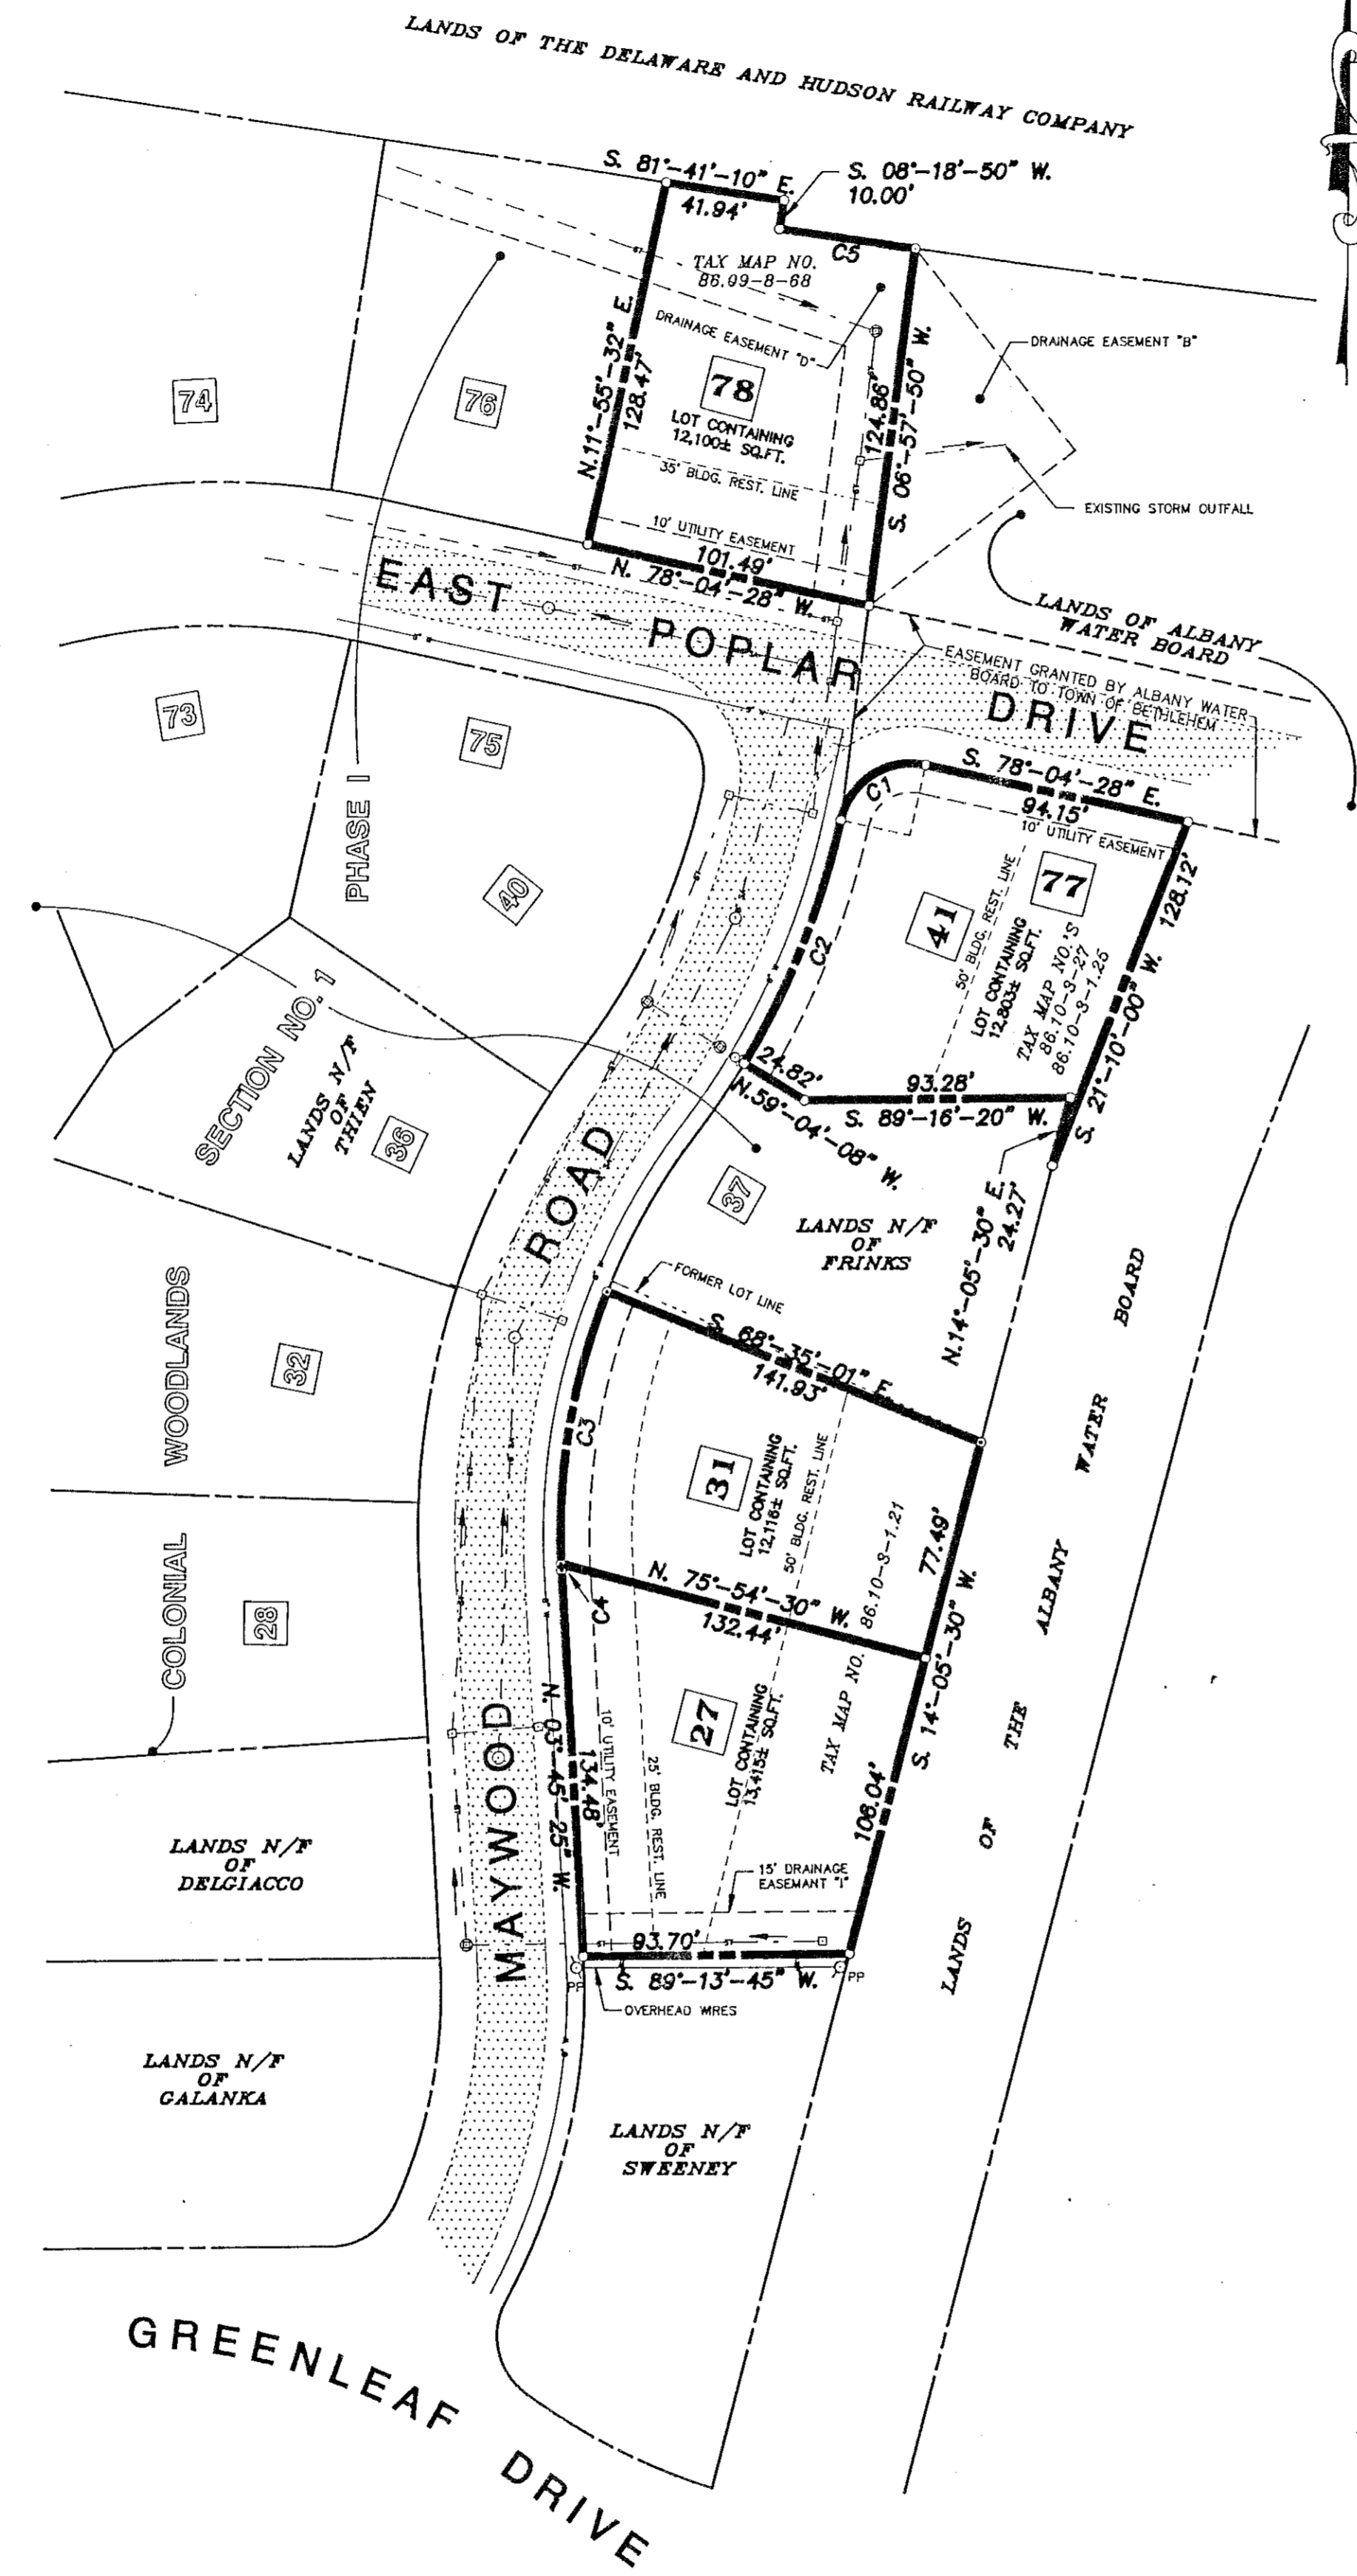 LANDS OF THE DELAWARE AND HUDSON RAILWAY COMPANY
S. 81°-41'-10" E.
41.94'
S. 08°-18'-50" W.
10.00'
C5
TAX MAP NO.
86.09-8-68
DRAINAGE EASEMENT "D"
DRAINAGE EASEMENT "B"
N.11°-55'-32" E.
128.47'
78
LOT CONTAINING
12,100± SQ.FT.
35' BLDG. REST. LINE
10' UTILITY EASEMENT
124.86'
S. 06°-57'-50" W.
EXISTING STORM OUTFALL
74
76
101.49'
N. 78°-04'-28" W.
EAST POPLAR DRIVE
LANDS OF ALBANY
WATER BOARD
EASEMENT GRANTED BY ALBANY WATER
BOARD TO TOWN OF BETHLEHEM
73
75
PHASE I
40
C1
S. 78°-04'-28" E.
94.15'
10' UTILITY EASEMENT
C2
41
77
50' BLDG. REST. LINE
LOT CONTAINING
12,803± SQ.FT.
TAX MAP NO.'S
86.10-3-27
86.10-3-1.25
128.12'
S. 21°-10'-00" W.
24.82'
N.59°-04'-08" W.
93.28'
S. 89°-16'-20" W.
N.14°-05'-30" E.
24.27'
SECTION NO. 1
LANDS N/F
OF
THIEN
36
37
LANDS N/F
OF
FRINKS
FORMER LOT LINE
S. 68°-35'-01" E.
141.93'
MAYWOOD ROAD
COLONIAL WOODLANDS
32
28
C3
31
LOT CONTAINING
12,116± SQ.FT.
50' BLDG. REST. LINE
77.49'
C4
N. 75°-54'-30" W.
132.44'
TAX MAP NO. 86.10-3-1.21
S. 14°-05'-30" W.
106.04'
27
LOT CONTAINING
13,415± SQ.FT.
N. 03°-45'-25" W.
134.48'
10' UTILITY EASEMENT
25' BLDG. REST. LINE
15' DRAINAGE
EASEMANT "I"
LANDS OF THE ALBANY WATER BOARD
93.70'
S. 89°-13'-45" W.
PP
PP
OVERHEAD WIRES
LANDS N/F
OF
DELGIACCO
LANDS N/F
OF
GALANKA
LANDS N/F
OF
SWEENEY
GREENLEAF DRIVE